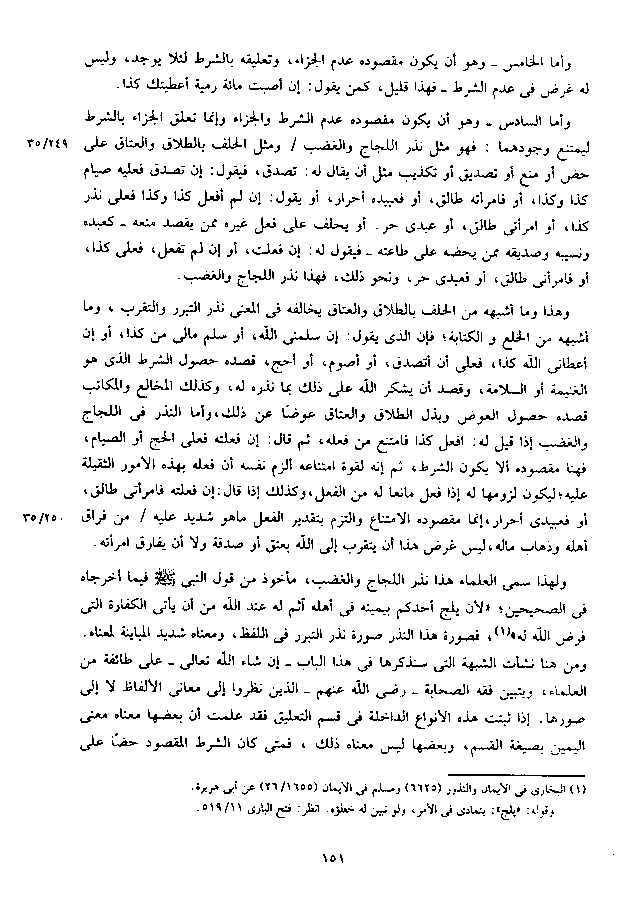 وأما الخامس ـ وهو أن يكون مقصوده عدم الجزاء، وتعليقه بالشرط لئلا يوجد، وليس
له غرض فى عدم الشرط ـ فهذا قليل، كمن يقول: إن أصبت مائة رمية أعطيتك كذا.
وأما السادس ـ وهو أن يكون مقصوده عدم الشرط والجزاء وإنما تعلق الجزاء بالشرط
ليمتنع وجودهما: فهو مثل نذر اللجاج والغضب / ومثل الحلف بالطلاق والعتاق على ٣٥/٢٤٩
حض أو منع أو تصديق أو تكذيب مثل أن يقال له: تصدق، فيقول: إن تصدق فعليه صيام
كذا وكذا، أو فامرأته طالق، أو فعبيده أحرار، أو يقول: إن لم أفعل كذا وكذا فعلى نذر
كذا، أو امرأتى طالق، أو عبدى حر. أو يحلف على فعل غيره ممن يقصد منعه ـ كعبده
ونسيبه وصديقه ممن يحضه على طاعته ـ فيقول له: إن فعلت، أو إن لم تفعل، فعلى كذا،
أو فامرأتى طالق، أو فعبدى حر، ونحو ذلك، فهذا نذر اللجاج والغضب.
وهذا وما أشبهه من الحلف بالطلاق والعتاق يخالفه فى المعنى نذر التبرر والتقرب، وما
أشبهه من الخلع و الكتابة؛ فإن الذى يقول: إن سلمنى الله، أو سلم مالى من كذا، أو إن
أعطانى الله كذا، فعلى أن أتصدق، أو أصوم، أو أحج، قصده حصول الشرط الذى هو
الغنيمة أو السلامة، وقصد أن يشكر الله على ذلك بما نذره له، وكذلك المخالع والمكاتب
قصده حصول العوض وبذل الطلاق والعتاق عوضًا عن ذلك، وأما النذر فى اللجاج
والغضب إذا قيل له: افعل كذا فامتنع من فعله، ثم قال: إن فعلته فعلى الحج أو الصيام،
فهنا مقصوده ألا يكون الشرط، ثم إنه لقوة امتناعه ألزم نفسه أن فعله بهذه الأمور الثقيلة
عليه؛ ليكون لزومها له إذا فعل مانعا له من الفعل، وكذلك إذا قال: إن فعلته فامرأتى طالق،
أو فعبيدى أحرار، إنما مقصوده الامتناع والتزم بتقدير الفعل ماهو شديد عليه / من فراق ٣٥/٢٥٠
أهله وذهاب ماله، ليس غرض هذا أن يتقرب إلى الله بعتق أو صدقة ولا أن يفارق امرأته.
ولهذا سمى العلماء هذا نذر اللجاج والغضب، مأخوذ من قول النبى ﷺ فيما أخرجاه
فى الصحيحين؛ «لأن يلج أحدكم بيمينه فى أهله آثم له عند الله من أن يأتى الكفارة التى
فرض الله له»(١)، فصورة هذا النذر صورة نذر التبرر فى اللفظ، ومعناه شديد المباينة لمعناه.
ومن هنا نشأت الشبهة التى سنذكرها فى هذا الباب ـ إن شاء الله تعالى ـ على طائفة من
العلماء، ويتبين فقه الصحابة ـ رضى الله عنهم ـ الذين نظروا إلى معانى الألفاظ لا إلى
صورها. إذا ثبتت هذه الأنواع الداخلة فى قسم التعليق فقد علمت أن بعضها معناه معنى
اليمين بصيغة القسم، وبعضها ليس معناه ذلك، فمتى كان الشرط المقصود حضًا على
(١) البخارى فى الأيمان والنذور (٦٦٢٥) ومسلم فى الأيمان (١٦٥٥/ ٢٦) عن أبى هريرة.
وقوله: «يلج»: يتمادى فى الأمر، ولو تبين له خطؤه. انظر: فتح البارى ١١/ ٥١٩.
١٥١